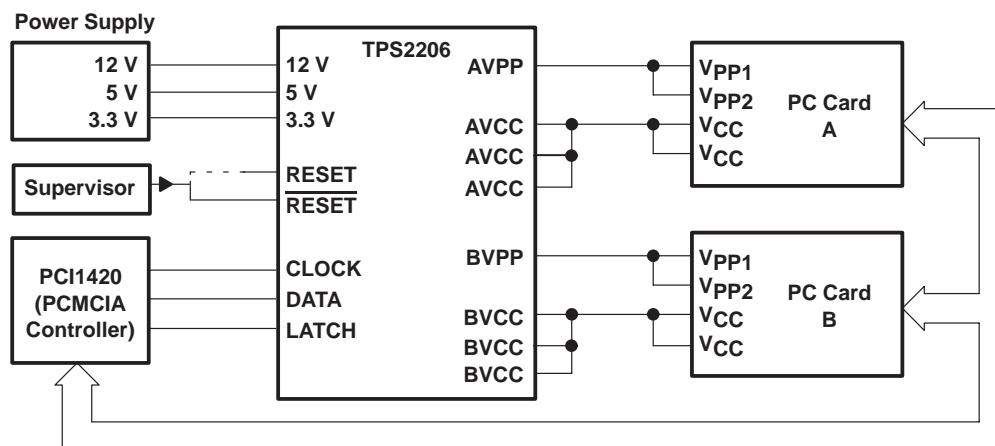 Power Supply
12 V
5 V
3.3 V
Supervisor
PCI1420
(PCMCIA
Controller)
TPS2206
12 V
5 V
3.3 V
RESET
RESET
CLOCK
DATA
LATCH
AVPP
AVCC
AVCC
AVCC
BVPP
BVCC
BVCC
BVCC
VPP1
VPP2
VCC
VCC
PC Card
A
VPP1
VPP2
VCC
VCC
PC Card
B